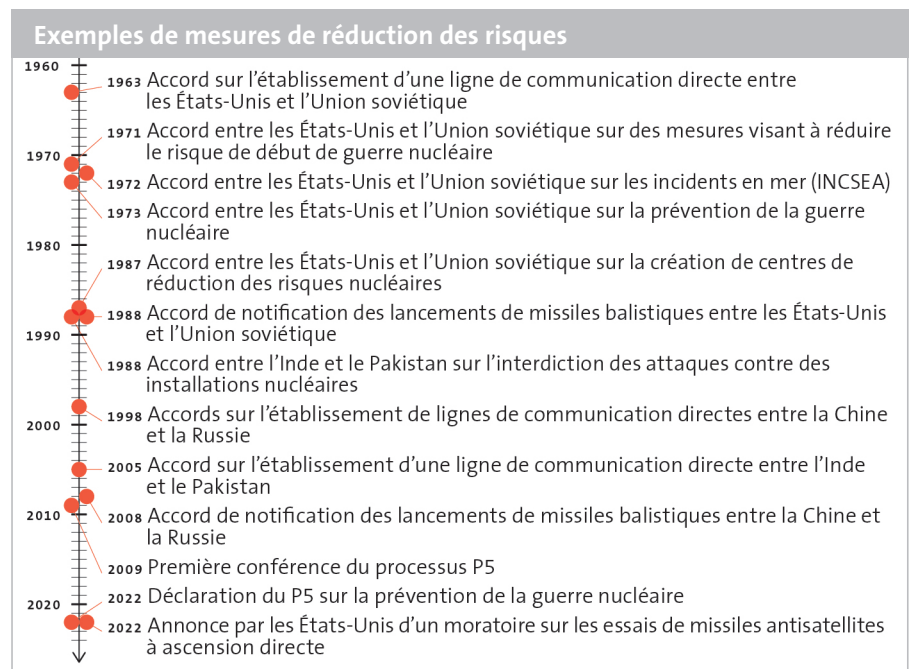 Exemples de mesures de réduction des risques
1960
1963 Accord sur l'établissement d'une ligne de communication directe entre
les États-Unis et l'Union soviétique
1971 Accord entre les États-Unis et l'Union soviétique sur des mesures visant à réduire
le risque de début de guerre nucléaire
1970
1972 Accord entre les États-Unis et l'Union soviétique sur les incidents en mer (INCSEA)
1973 Accord entre les États-Unis et l'Union soviétique sur la prévention de la guerre
nucléaire
1980
1987 Accord entre les États-Unis et l'Union soviétique sur la création de centres de
réduction des risques nucléaires
1988 Accord de notification des lancements de missiles balistiques entre les États-Unis
et l'Union soviétique
1990
1988 Accord entre l'Inde et le Pakistan sur l'interdiction des attaques contre des
installations nucléaires
1998 Accords sur l'établissement de lignes de communication directes entre la Chine
et la Russie
2000
2005 Accord sur l'établissement d'une ligne de communication directe entre l'Inde
et le Pakistan
2008 Accord de notification des lancements de missiles balistiques entre la Chine et
la Russie
2010
2009 Première conférence du processus P5
2022 Déclaration du P5 sur la prévention de la guerre nucléaire
2020
2022 Annonce par les États-Unis d'un moratoire sur les essais de missiles antisatellites
à ascension directe